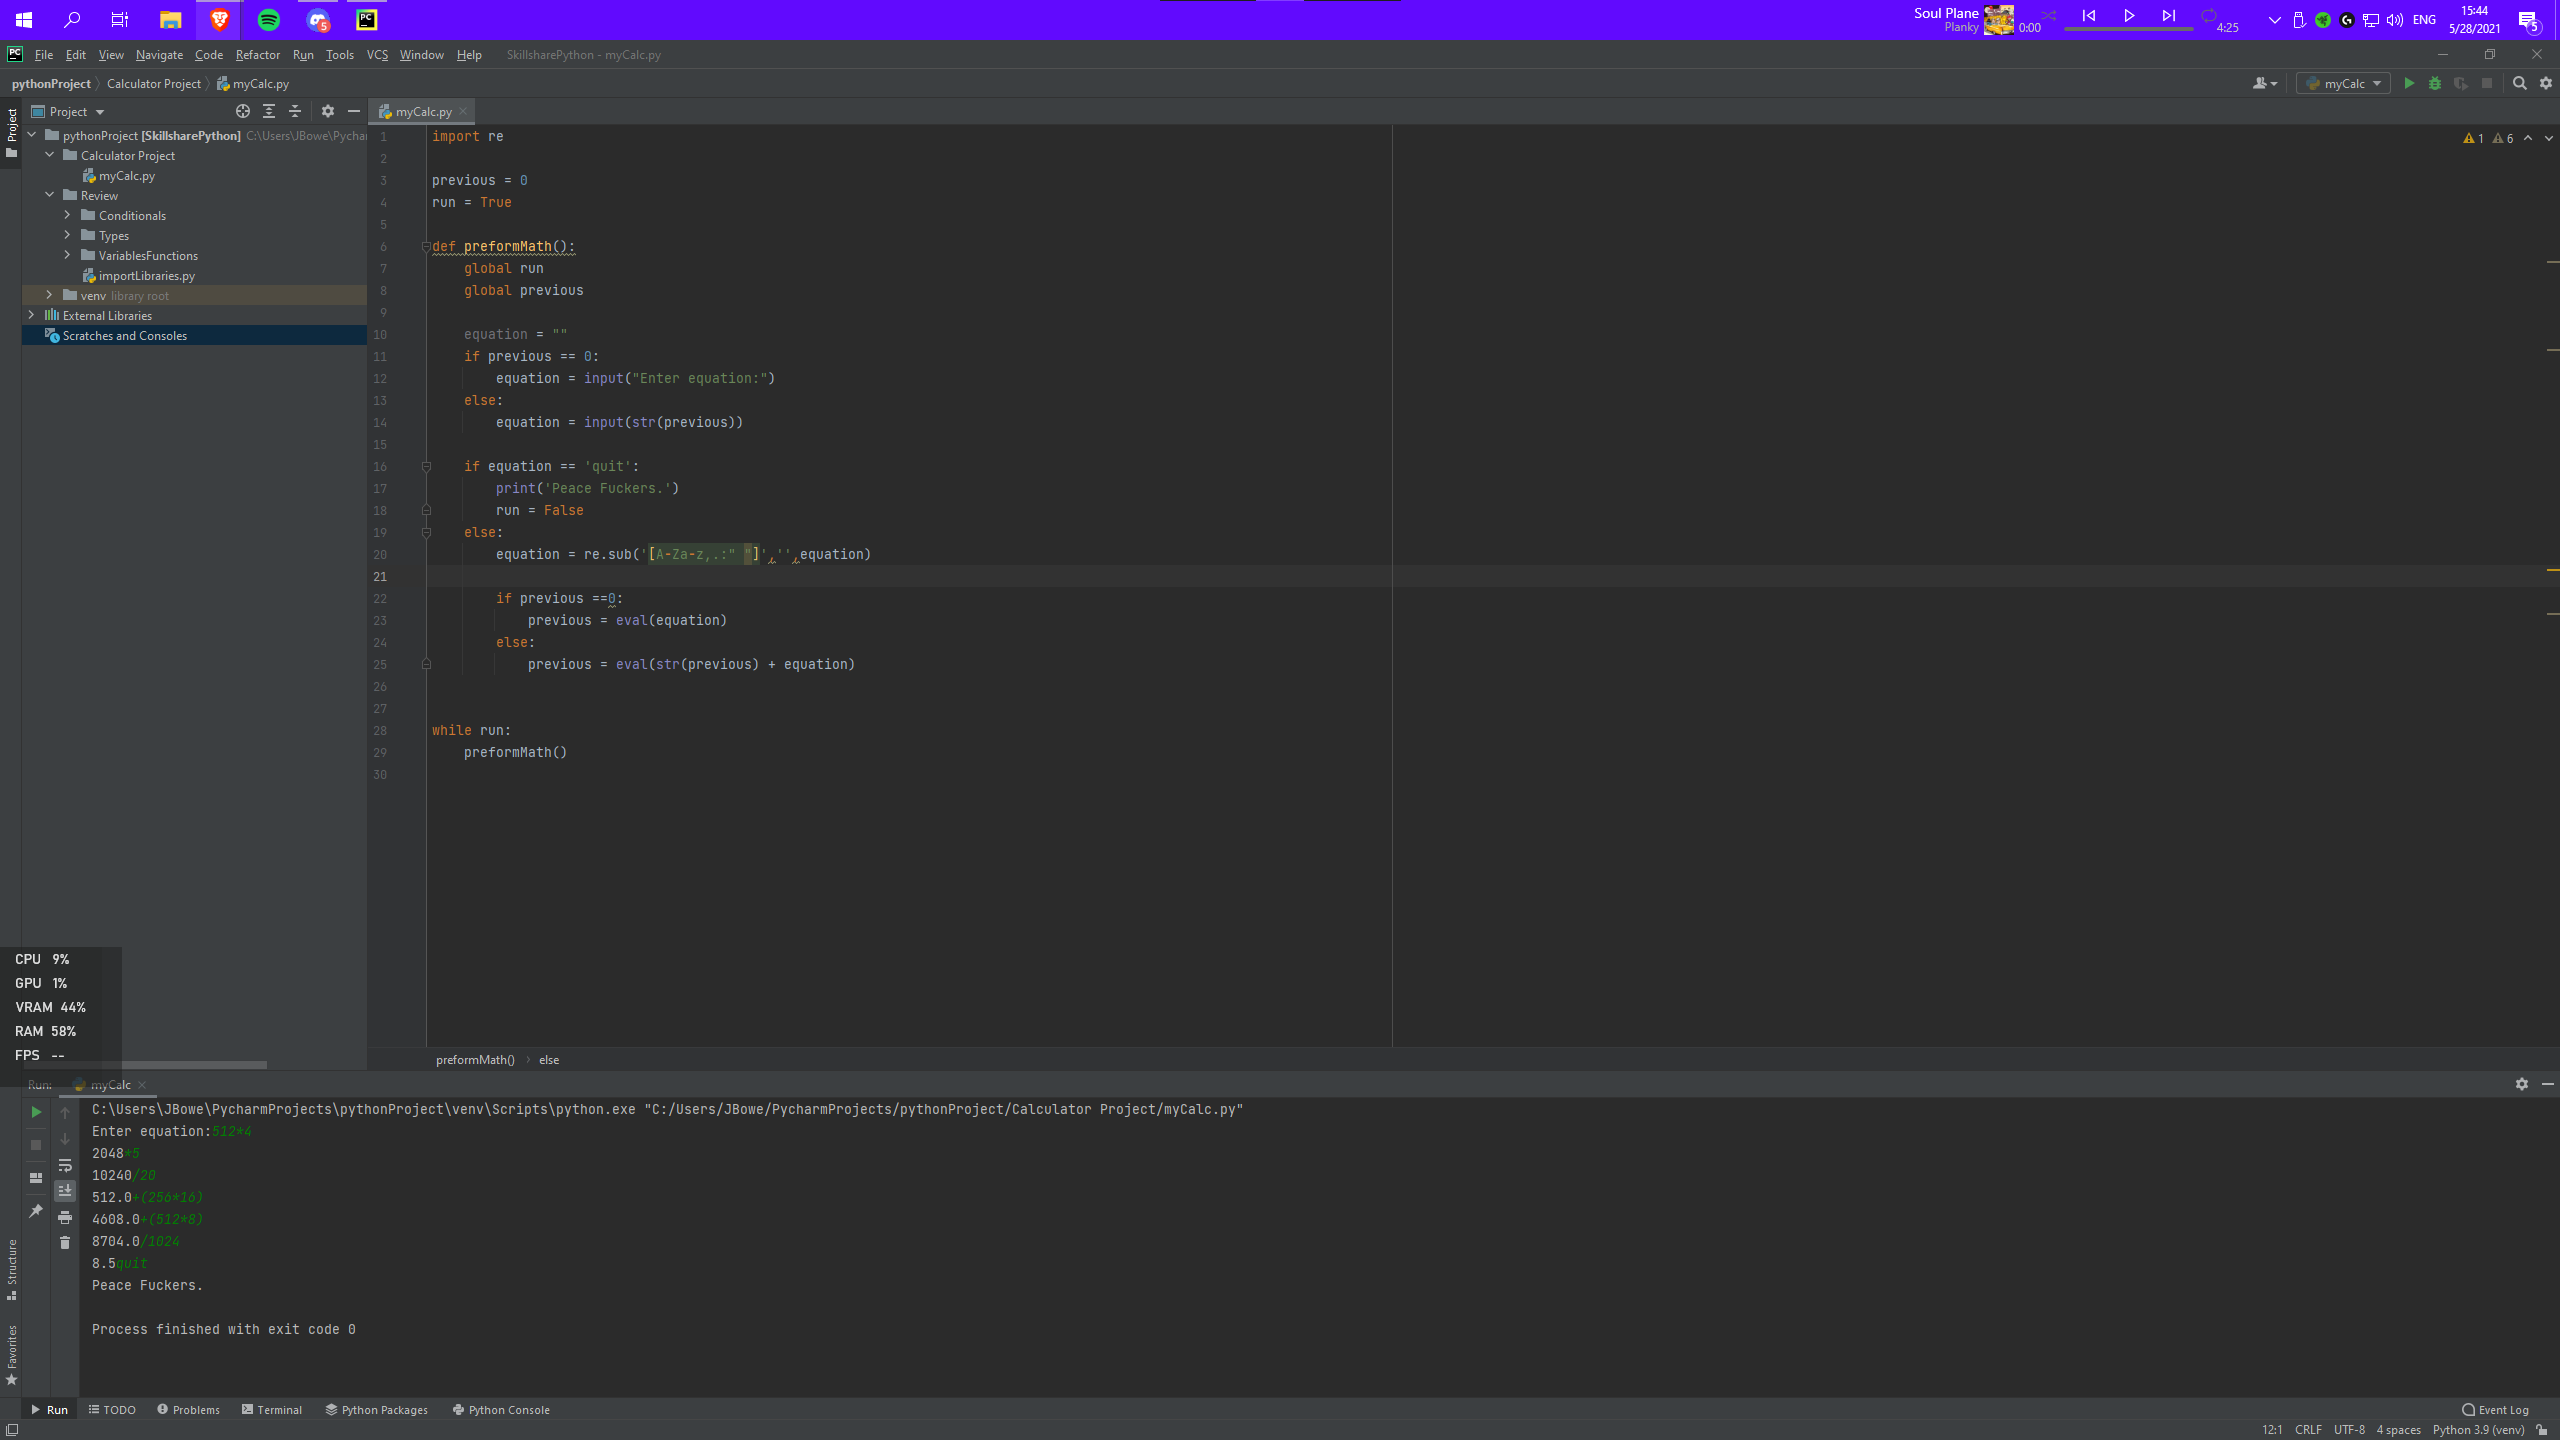 Soul Plane
Planky
0:00
4:25
ENG
15:44
5/28/2021
5
5
PC
PC
File Edit View Navigate Code Refactor Run Tools VCS Window Help SkillsharePython - myCalc.py
pythonProject Calculator Project myCalc.py
myCalc
Project
Project
myCalc.py
pythonProject [SkillsharePython] C:\Users\JBowe\Pychar
Calculator Project
myCalc.py
Review
Conditionals
Types
VariablesFunctions
importLibraries.py
venv library root
External Libraries
Scratches and Consoles
1 6
1 import re
2
3 previous = 0
4 run = True
5
6 def preformMath():
7 global run
8 global previous
9
10 equation = ""
11 if previous == 0:
12 equation = input("Enter equation:")
13 else:
14 equation = input(str(previous))
15
16 if equation == 'quit':
17 print('Peace Fuckers.')
18 run = False
19 else:
20 equation = re.sub('[A-Za-z,.:" "]','',equation)
21
22 if previous ==0:
23 previous = eval(equation)
24 else:
25 previous = eval(str(previous) + equation)
26
27
28 while run:
29 preformMath()
30
CPU 9%
GPU 1%
VRAM 44%
RAM 58%
FPS --
preformMath() else
Run: myCalc
C:\Users\JBowe\PycharmProjects\pythonProject\venv\Scripts\python.exe "C:/Users/JBowe/PycharmProjects/pythonProject/Calculator Project/myCalc.py"
Enter equation:512*4
2048*5
10240/20
512.0+(256*16)
4608.0+(512*8)
8704.0/1024
8.5quit
Peace Fuckers.
Process finished with exit code 0
Structure
Favorites
Run TODO Problems Terminal Python Packages Python Console
Event Log
12:1 CRLF UTF-8 4 spaces Python 3.9 (venv)